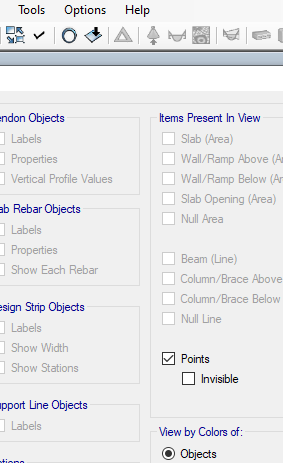 Tools Options Help
endon Objects
Labels
Properties
Vertical Profile Values
ab Rebar Objects
Labels
Properties
Show Each Rebar
esign Strip Objects
Labels
Show Width
Show Stations
upport Line Objects
Labels
Items Present In View
Slab (Area)
Wall/Ramp Above (A
Wall/Ramp Below (A
Slab Opening (Area)
Null Area
Beam (Line)
Column/Brace Above
Column/Brace Below
Null Line
Points
Invisible
View by Colors of:
Objects